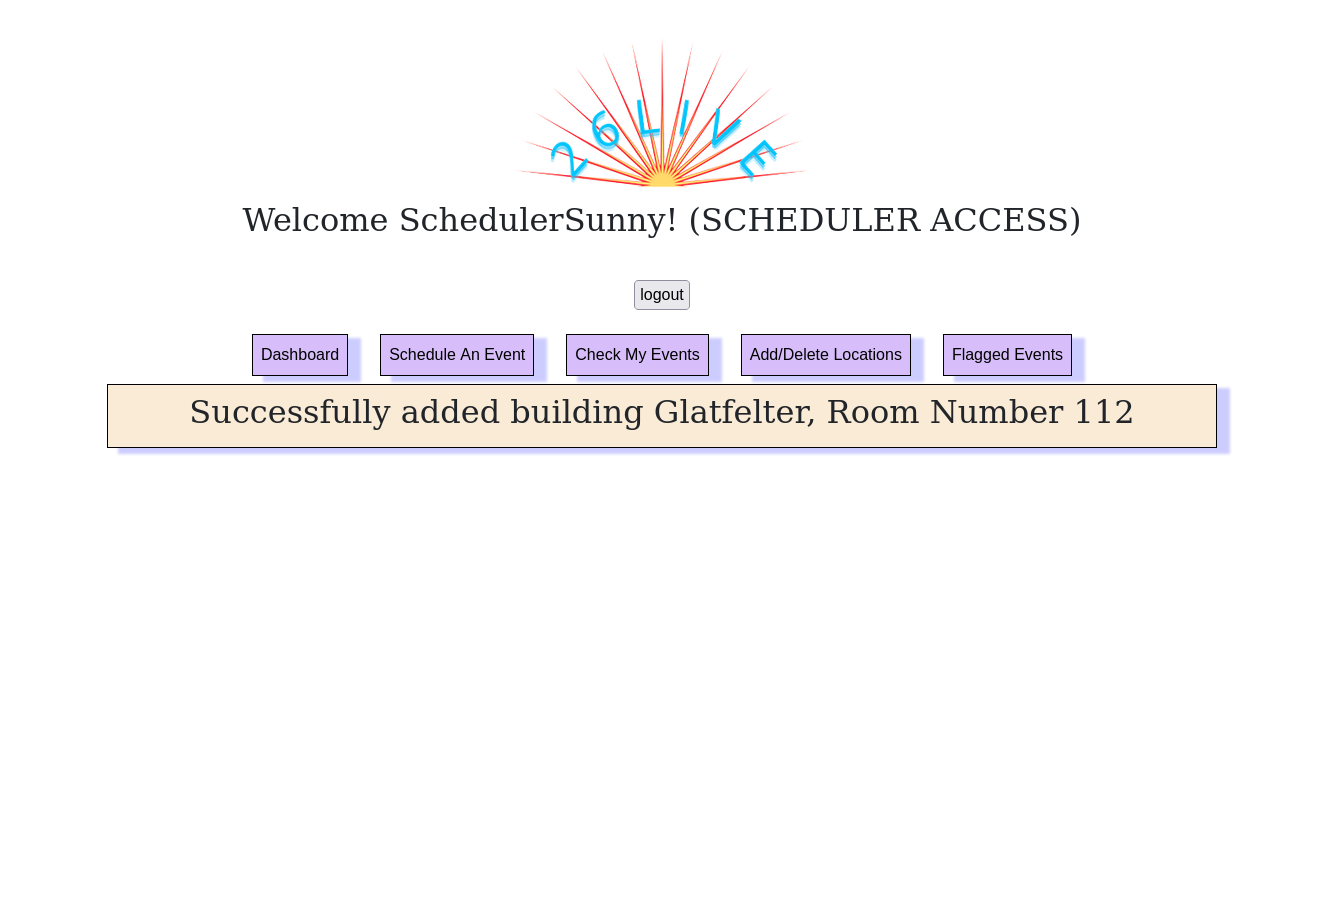 26LIVE
Welcome SchedulerSunny! (SCHEDULER ACCESS)
logout
Dashboard Schedule An Event Check My Events Add/Delete Locations Flagged Events
Successfully added building Glatfelter, Room Number 112